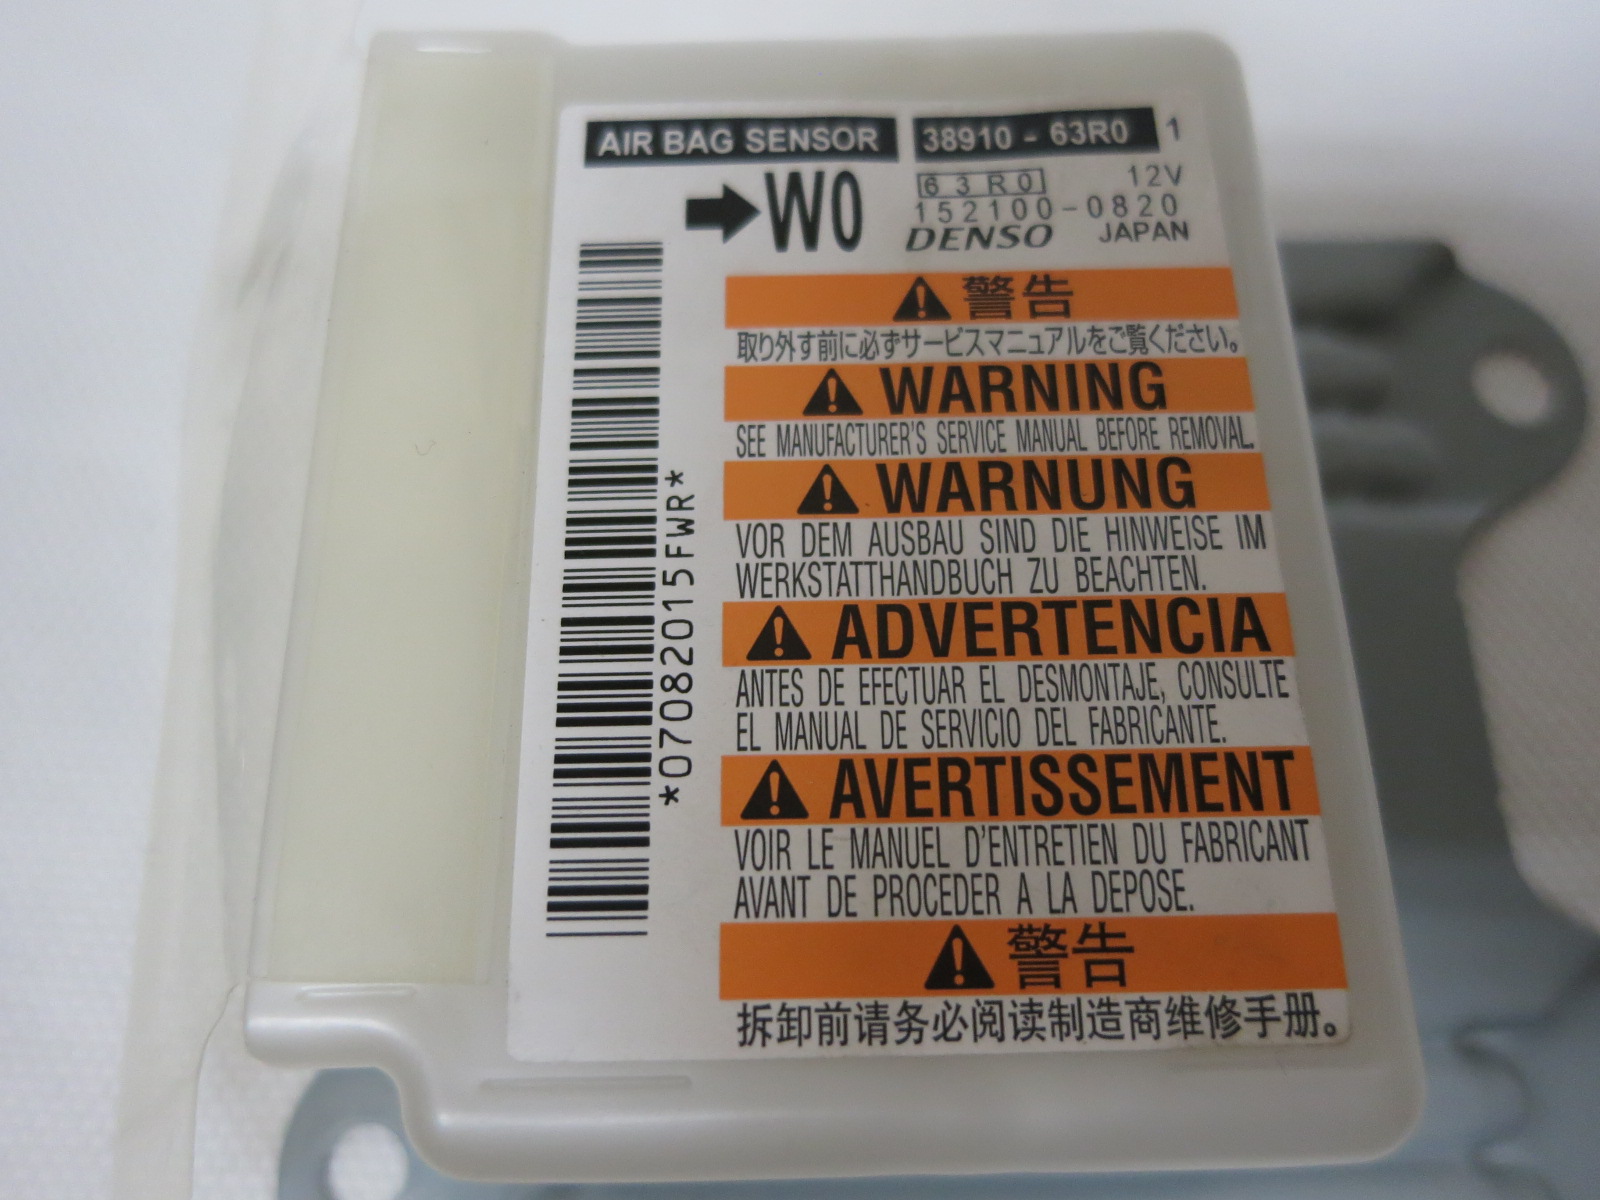 AIR BAG SENSOR 38910 - 63R0 1
➡W0
63R0 12V
152100-0820
DENSO JAPAN
*07082015FWR*
警告
取り外す前に必ずサービスマニュアルをご覧ください。
WARNING
SEE MANUFACTURER'S SERVICE MANUAL BEFORE REMOVAL.
WARNUNG
VOR DEM AUSBAU SIND DIE HINWEISE IM
WERKSTATTHANDBUCH ZU BEACHTEN.
ADVERTENCIA
ANTES DE EFECTUAR EL DESMONTAJE, CONSULTE
EL MANUAL DE SERVICIO DEL FABRICANTE.
AVERTISSEMENT
VOIR LE MANUEL D'ENTRETIEN DU FABRICANT
AVANT DE PROCEDER A LA DEPOSE.
警告
拆卸前请务必阅读制造商维修手册。